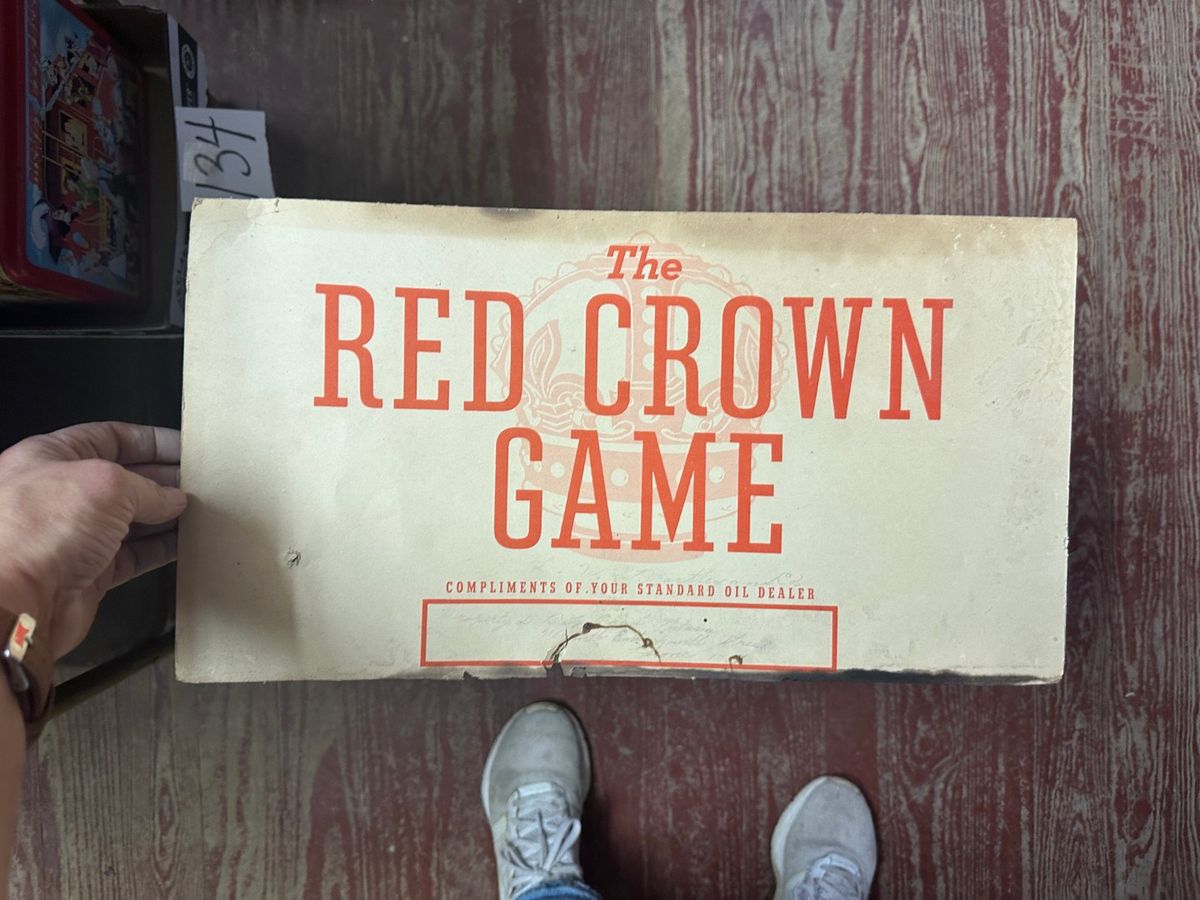 134
The
RED CROWN
GAME
COMPLIMENTS OF YOUR STANDARD OIL DEALER